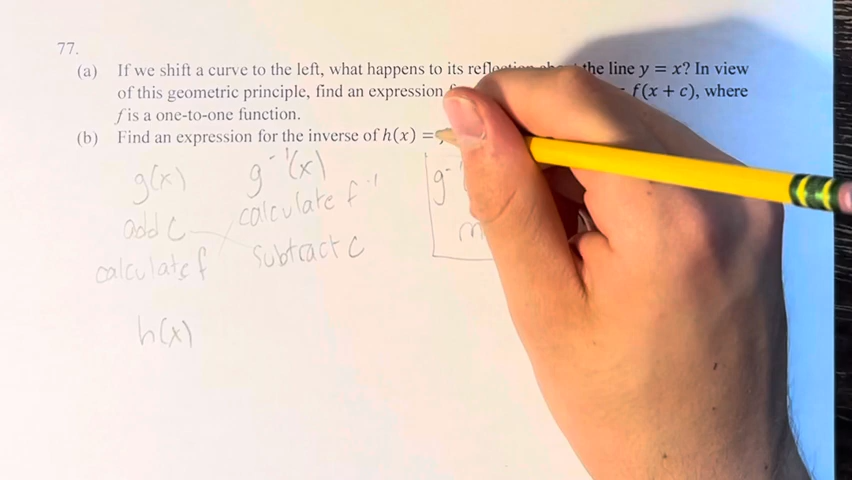 77.
(a) If we shift a curve to the left, what happens to its reflection about the line y = x? In view
of this geometric principle, find an expression f(x + c), where
f is a one-to-one function.
(b) Find an expression for the inverse of h(x) =
g(x) g⁻¹(x) g⁻¹
add c calculate f⁻¹
calculate f subtract c
h(x)